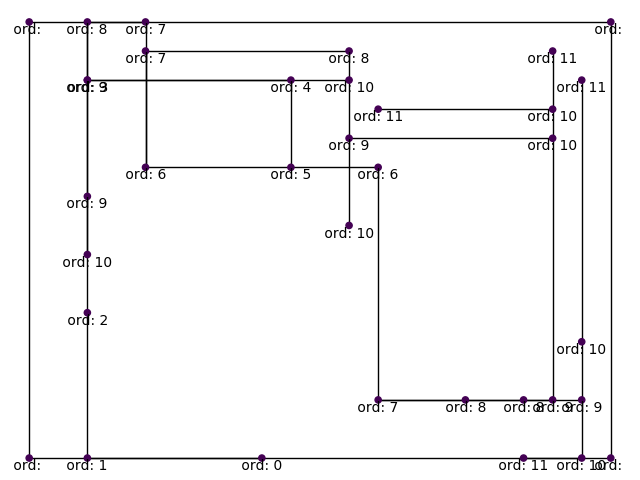 ord: ord: 8 ord: 7 ord:
ord: 7 ord: 8 ord: 11
ord: 3 ord: 4 ord: 10 ord: 11
ord: 11 ord: 10
ord: 9 ord: 10
ord: 6 ord: 5 ord: 6
ord: 9
ord: 10
ord: 10
ord: 2
ord: 10
ord: 7 ord: 8 ord: 8 ord: 9 ord: 9
ord: ord: 1 ord: 0 ord: 11 ord: 10 ord: